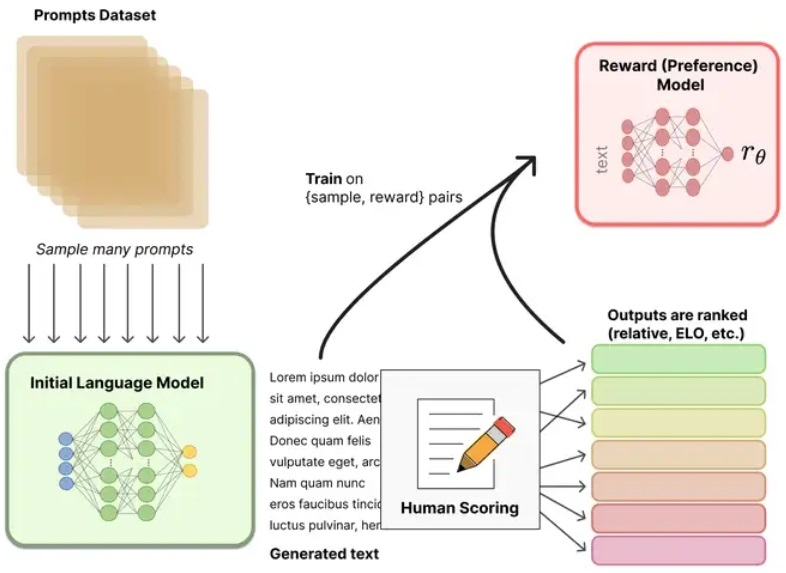 Prompts Dataset
Sample many prompts
Initial Language Model
Train on
{sample, reward} pairs
Reward (Preference)
Model
text
rθ
Lorem ipsum dolor
sit amet, consectet
adipiscing elit. Aen
Donec quam felis
vulputate eget, arc
Nam quam nunc
eros faucibus tincid
luctus pulvinar, her
Generated text
Human Scoring
Outputs are ranked
(relative, ELO, etc.)